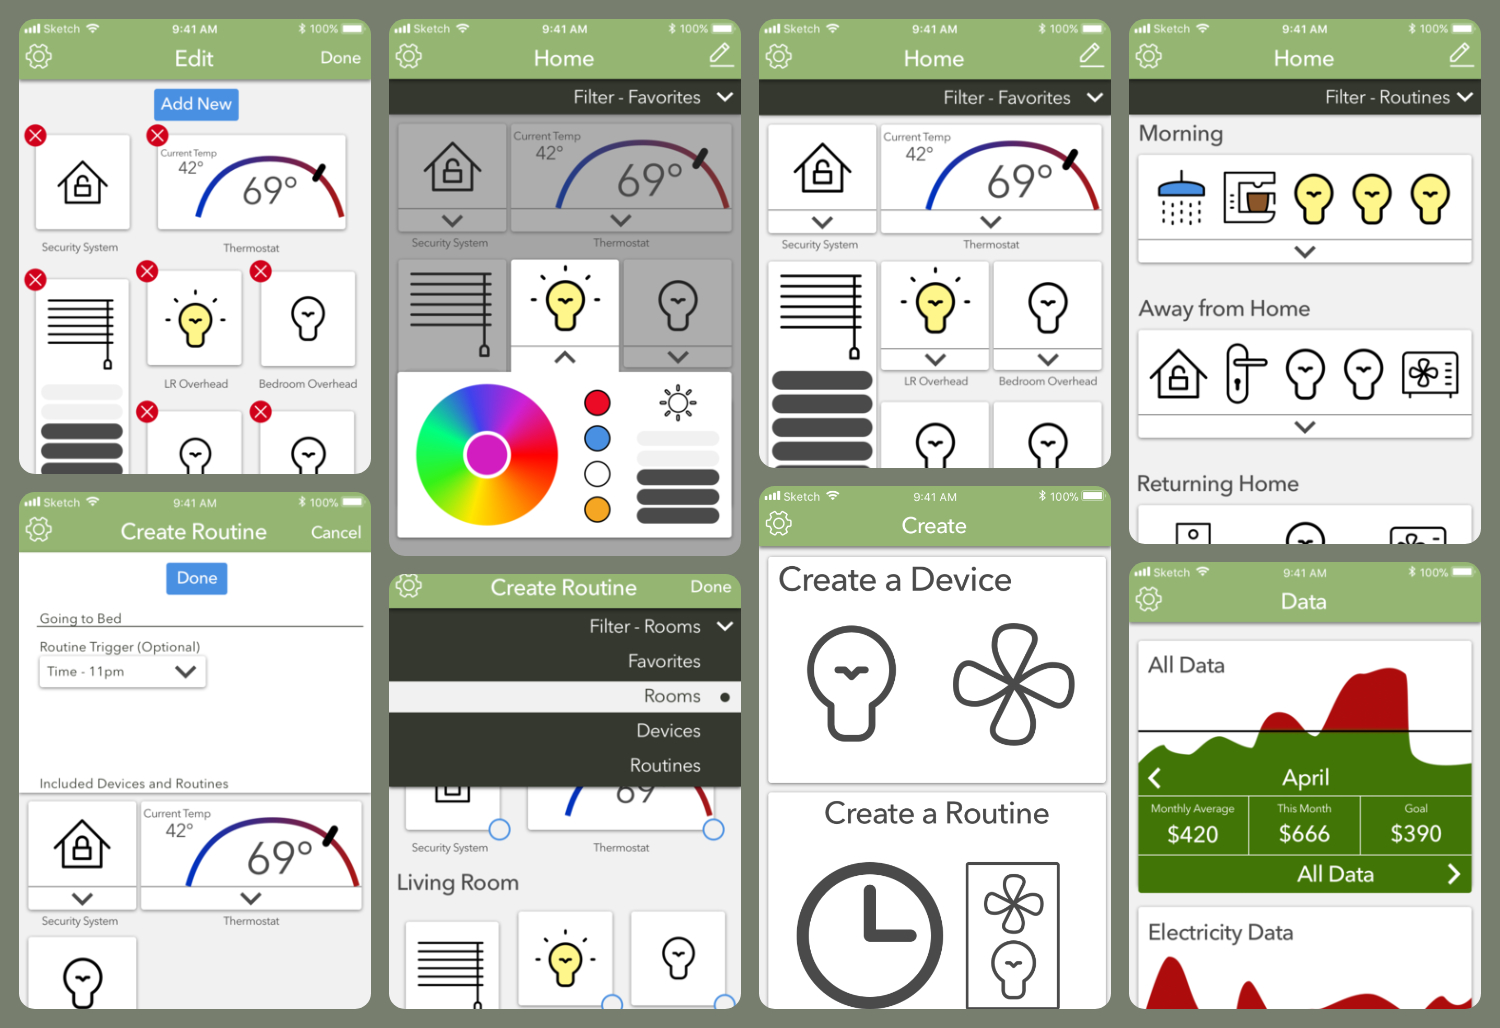 Sketch 9:41 AM 100%
Edit Done
Add New
Current Temp
42°
69°
Security System Thermostat
LR Overhead Bedroom Overhead
Sketch 9:41 AM 100%
Create Routine Cancel
Done
Going to Bed
Routine Trigger (Optional)
Time - 11pm
Included Devices and Routines
Current Temp
42°
69°
Security System Thermostat
Sketch 9:41 AM 100%
Home
Filter - Favorites
Current Temp
42°
69°
Security System Thermostat
Create Routine Done
Filter - Rooms
Favorites
Rooms
Devices
Routines
69
Security System Thermostat
Living Room
Sketch 9:41 AM 100%
Home
Filter - Favorites
Current Temp
42°
69°
Security System Thermostat
LR Overhead Bedroom Overhead
Sketch 9:41 AM 100%
Create
Create a Device
Create a Routine
Sketch 9:41 AM 100%
Home
Filter - Routines
Morning
Away from Home
Returning Home
Sketch 9:41 AM 100%
Data
All Data
April
Monthly Average This Month Goal
$420 $666 $390
All Data
Electricity Data